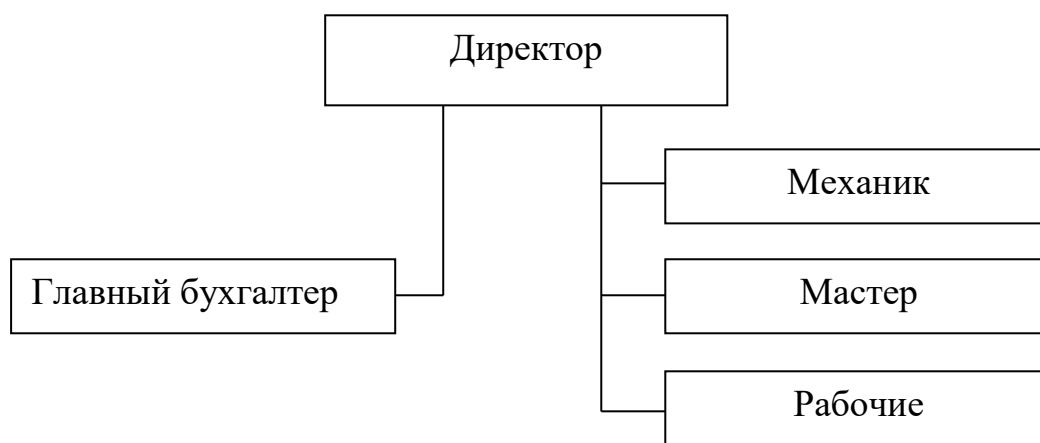 Директор
Механик
Главный бухгалтер
Мастер
Рабочие